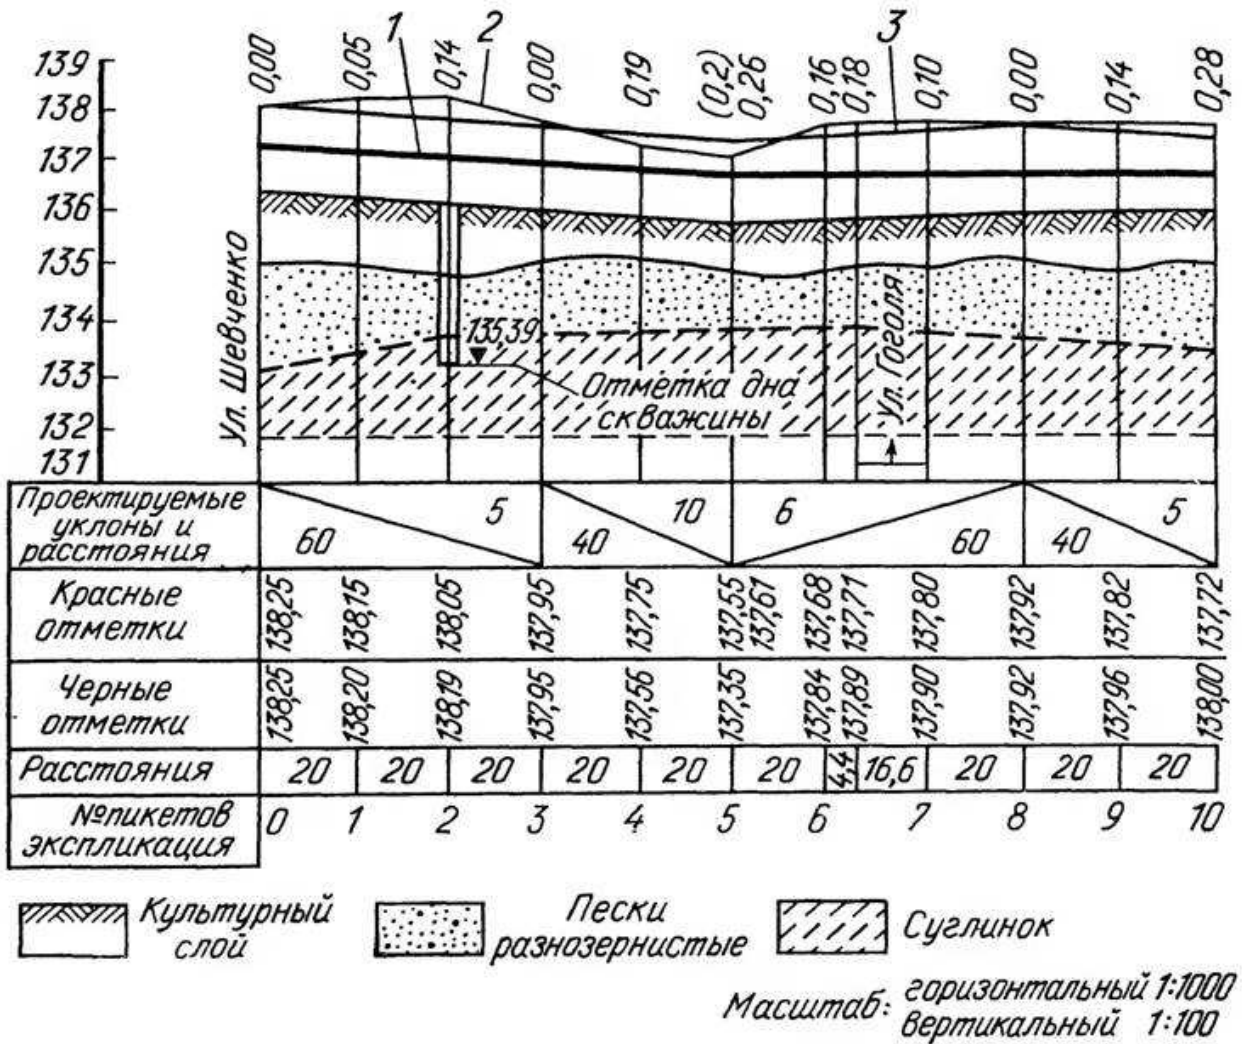 1 2 3
0,00 0,05 0,14 0,00 0,19 (0,2) 0,26 0,16 0,18 0,10 0,00 0,14 0,28
139
138
137
136
135
134
133
132
131
Ул. Шевченко
135,39
Отметка дна
скважины
Ул. Гоголя
Проектируемые
уклоны и
расстояния
5 10 6 5
60 40 60 40
Красные
отметки
138,25 138,15 138,05 137,95 137,75 137,55 137,61 137,68 137,71 137,80 137,92 137,82 137,72
Черные
отметки
138,25 138,20 138,19 137,95 137,56 137,35 137,84 137,89 137,90 137,92 137,96 138,00
Расстояния 20 20 20 20 20 20 4,4 16,6 20 20 20
№пикетов
экспликация
0 1 2 3 4 5 6 7 8 9 10
Культурный
слой
Пески
разнозернистые
Суглинок
Масштаб: горизонтальный 1:1000
вертикальный 1:100